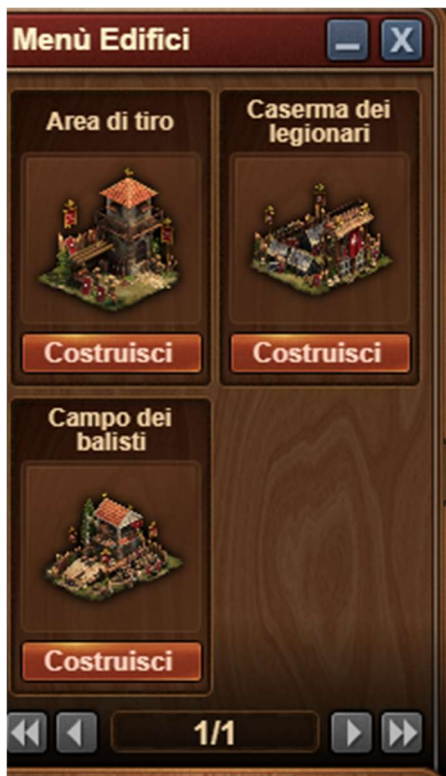 Menù Edifici
X
Area di tiro
Caserma dei
legionari
Costruisci
Costruisci
Campo dei
balisti
Costruisci
1/1